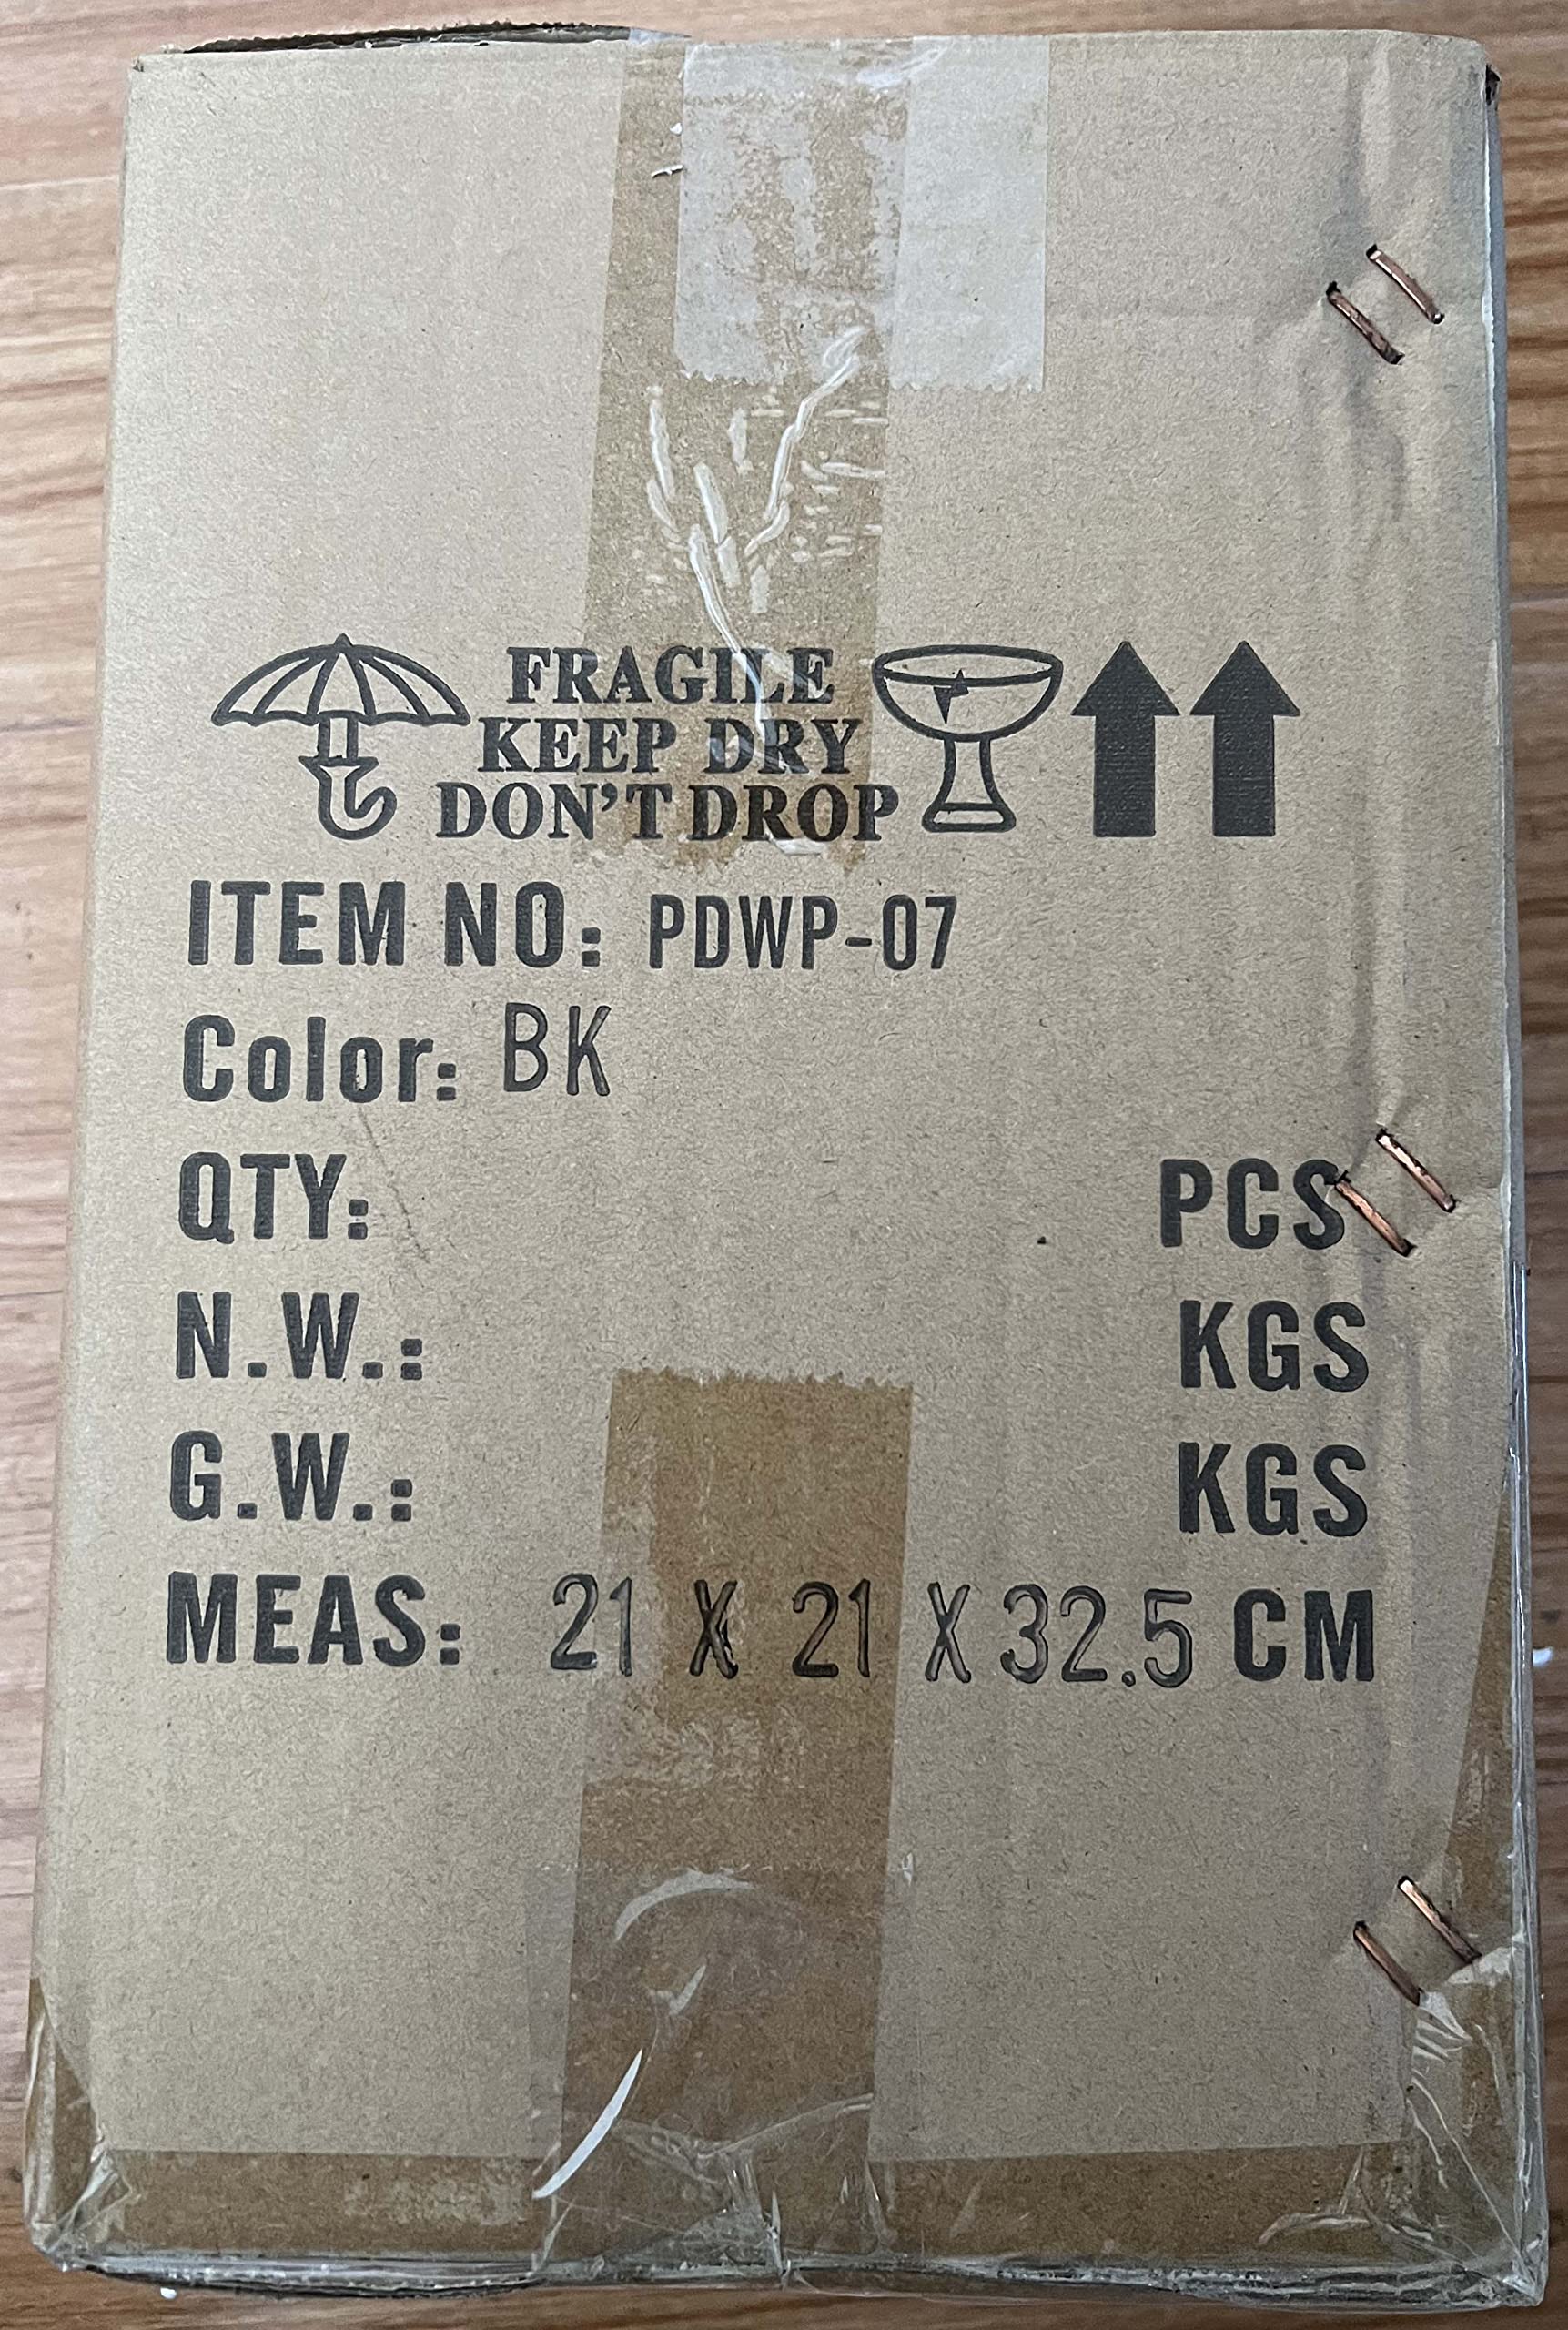 FRAGILE
KEEP DRY
DON'T DROP
ITEM NO: PDWP-07
Color: BK
QTY: PCS
N.W.: KGS
G.W.: KGS
MEAS: 21 X 21 X 32.5 CM